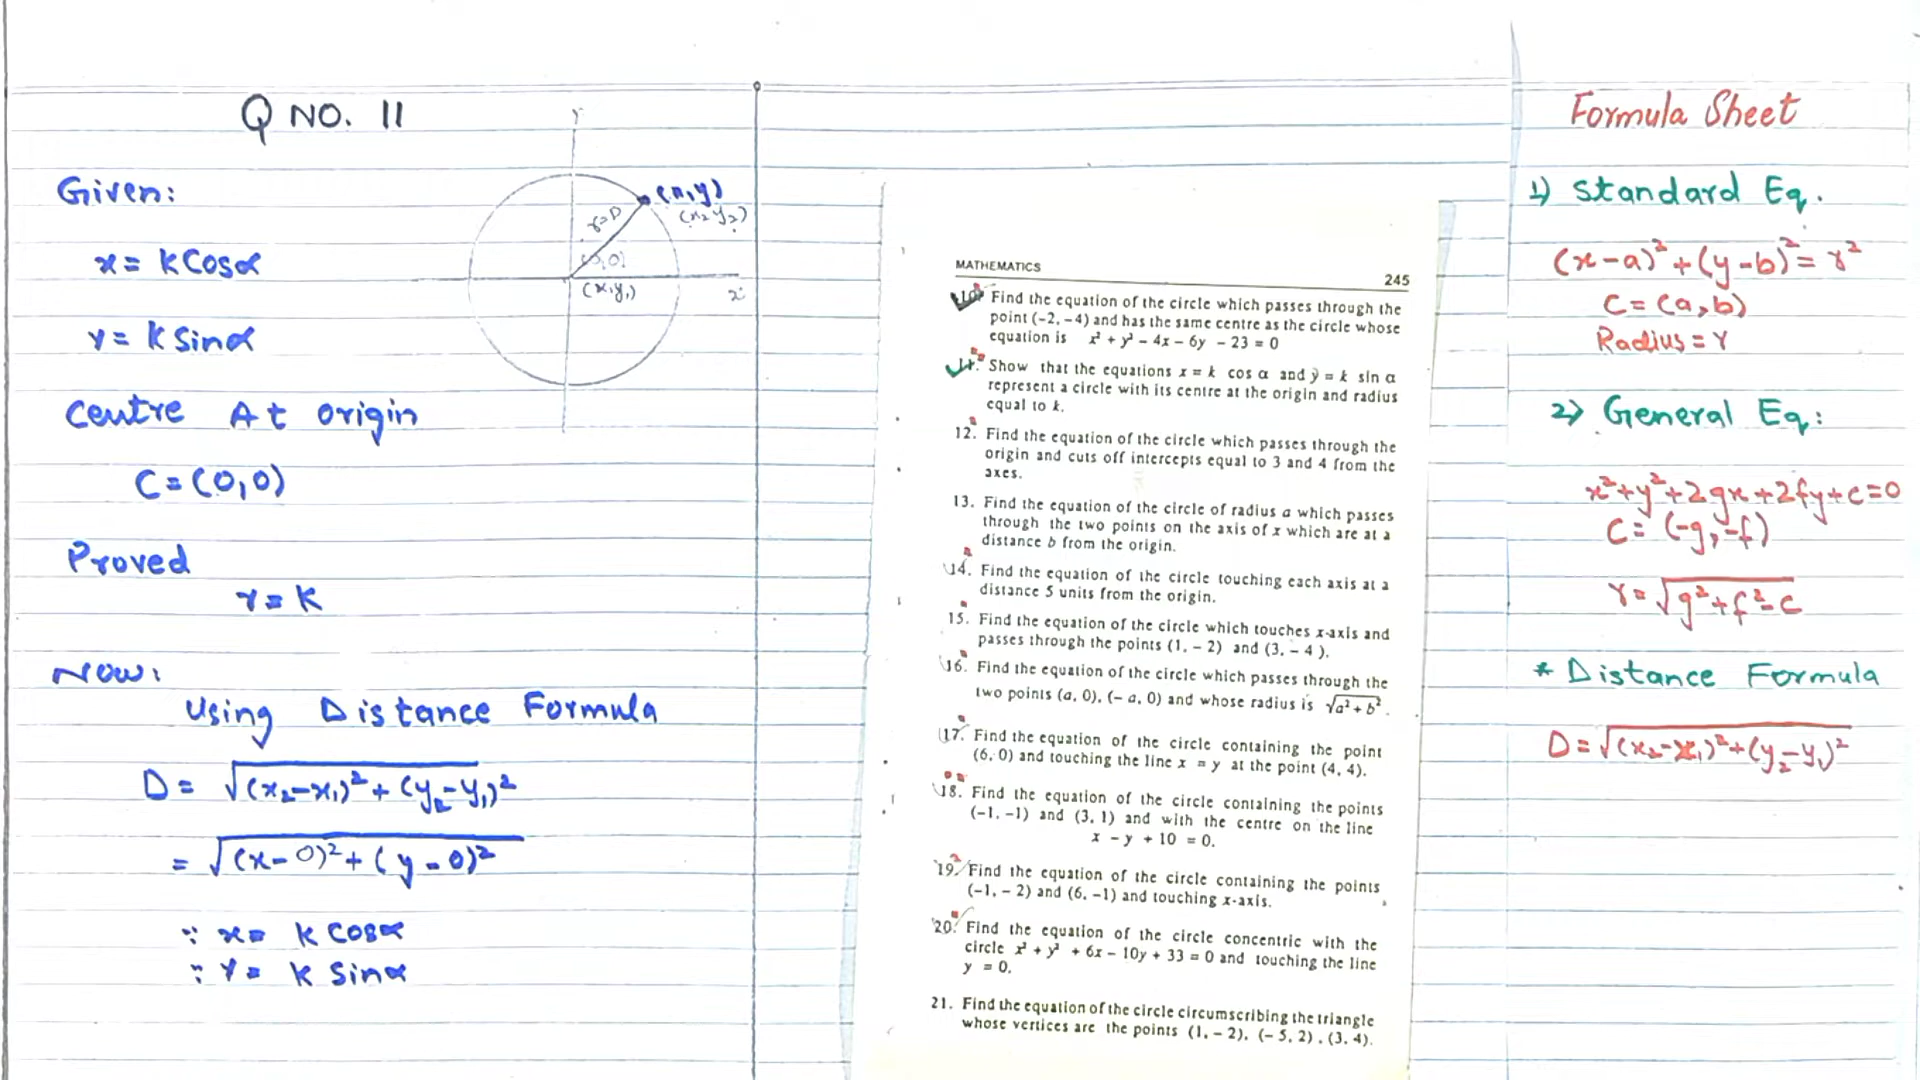 Q NO. 11
Given:
x = k Cosα
y = k Sinα
Centre At origin
C = (0,0)
Proved
r = k
Now:
Using Distance Formula
D = √(x₂-x₁)² + (y₂-y₁)²
= √(x-0)² + (y-0)²
∵ x = k Cosα
∵ y = k Sinα
Y
(x,y)
(x₂ y₂)
r=D
(0,0)
(x₁y₁)
x
MATHEMATICS 245
10. Find the equation of the circle which passes through the
point (-2, -4) and has the same centre as the circle whose
equation is x² + y² - 4x - 6y - 23 = 0
11. Show that the equations x = k cos α and y = k sin α
represent a circle with its centre at the origin and radius
equal to k.
12. Find the equation of the circle which passes through the
origin and cuts off intercepts equal to 3 and 4 from the
axes.
13. Find the equation of the circle of radius a which passes
through the two points on the axis of x which are at a
distance b from the origin.
14. Find the equation of the circle touching each axis at a
distance 5 units from the origin.
15. Find the equation of the circle which touches x-axis and
passes through the points (1, - 2) and (3, - 4 ).
16. Find the equation of the circle which passes through the
two points (a, 0), (- a, 0) and whose radius is √a² + b² .
17. Find the equation of the circle containing the point
(6, 0) and touching the line x = y at the point (4, 4).
18. Find the equation of the circle containing the points
(-1, -1) and (3, 1) and with the centre on the line
x - y + 10 = 0.
19. Find the equation of the circle containing the points
(-1, - 2) and (6, -1) and touching x-axis.
20. Find the equation of the circle concentric with the
circle x² + y² + 6x - 10y + 33 = 0 and touching the line
y = 0.
21. Find the equation of the circle circumscribing the triangle
whose vertices are the points (1, - 2), (- 5, 2) , (3, 4).
Formula Sheet
1) Standard Eq.
(x-a)² + (y-b)² = r²
C = (a,b)
Radius = r
2) General Eq:
x²+y²+2gx+2fy+c=0
C = (-g,-f)
r = √g²+f²-c
* Distance Formula
D = √(x₂-x₁)²+(y₂-y₁)²